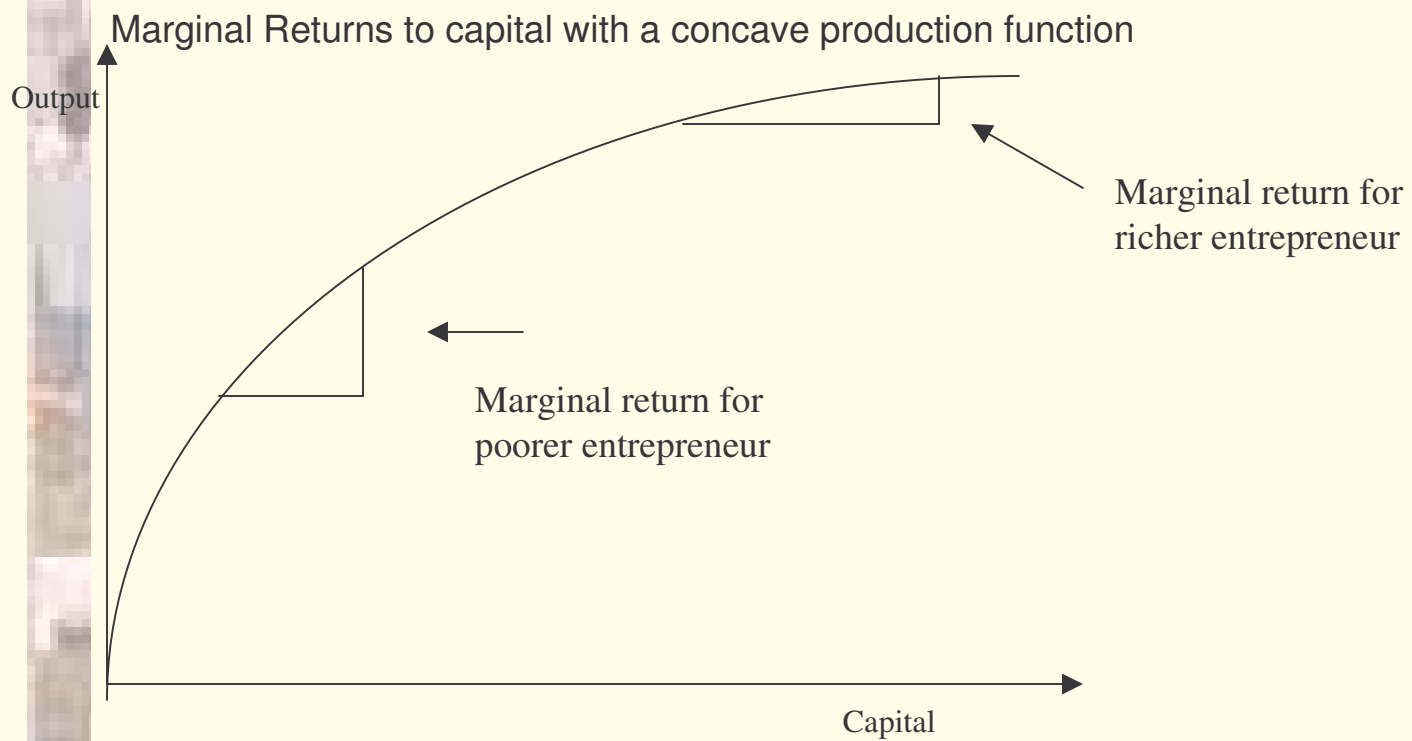 Marginal Returns to capital with a concave production function
Output
Marginal return for
richer entrepreneur
Marginal return for
poorer entrepreneur
Capital